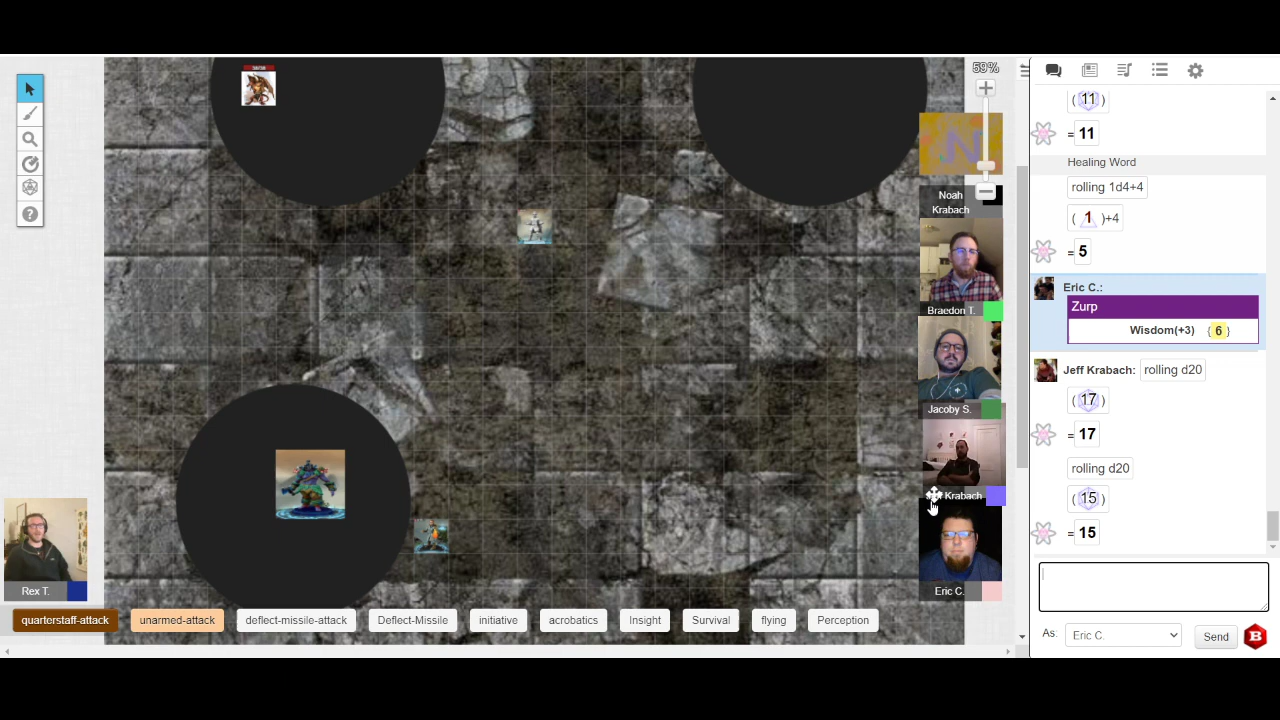 59%
N
Noah
Krabach
Braedon T.
Jacoby S.
Krabach
Eric C.
Rex T.
quarterstaff-attack
unarmed-attack
deflect-missile-attack
Deflect-Missile
initiative
acrobatics
Insight
Survival
flying
Perception
(11)
= 11
Healing Word
rolling 1d4+4
( 1 )+4
= 5
Eric C.:
Zurp
Wisdom(+3) ( 6 )
Jeff Krabach: rolling d20
(17)
= 17
rolling d20
(15)
= 15
As: Eric C. Send B